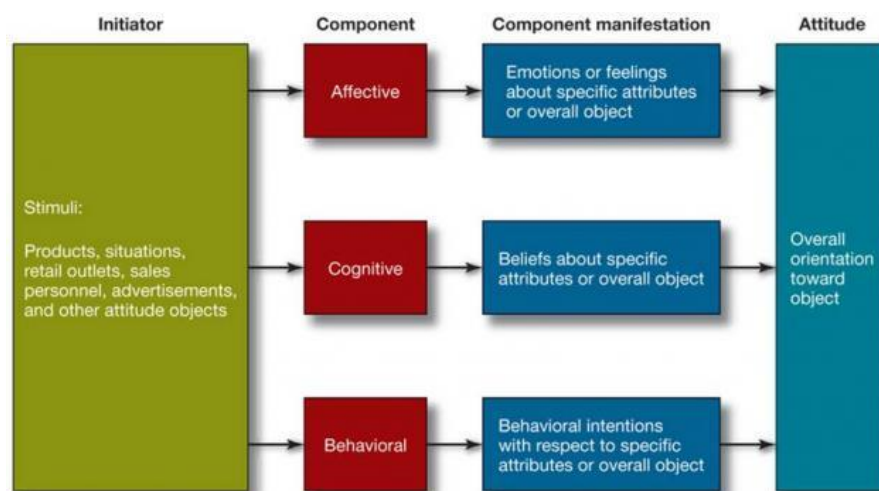 Initiator
Component
Component manifestation
Attitude
Stimuli:
Products, situations,
retail outlets, sales
personnel, advertisements,
and other attitude objects
Affective
Emotions or feelings
about specific attributes
or overall object
Cognitive
Beliefs about specific
attributes or overall object
Behavioral
Behavioral intentions
with respect to specific
attributes or overall object
Overall
orientation
toward
object